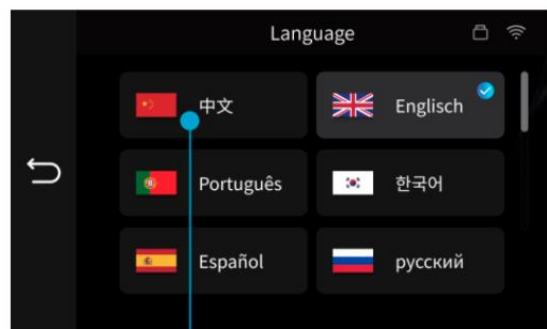 Language
中文
Englisch
Português
한국어
Español
русский